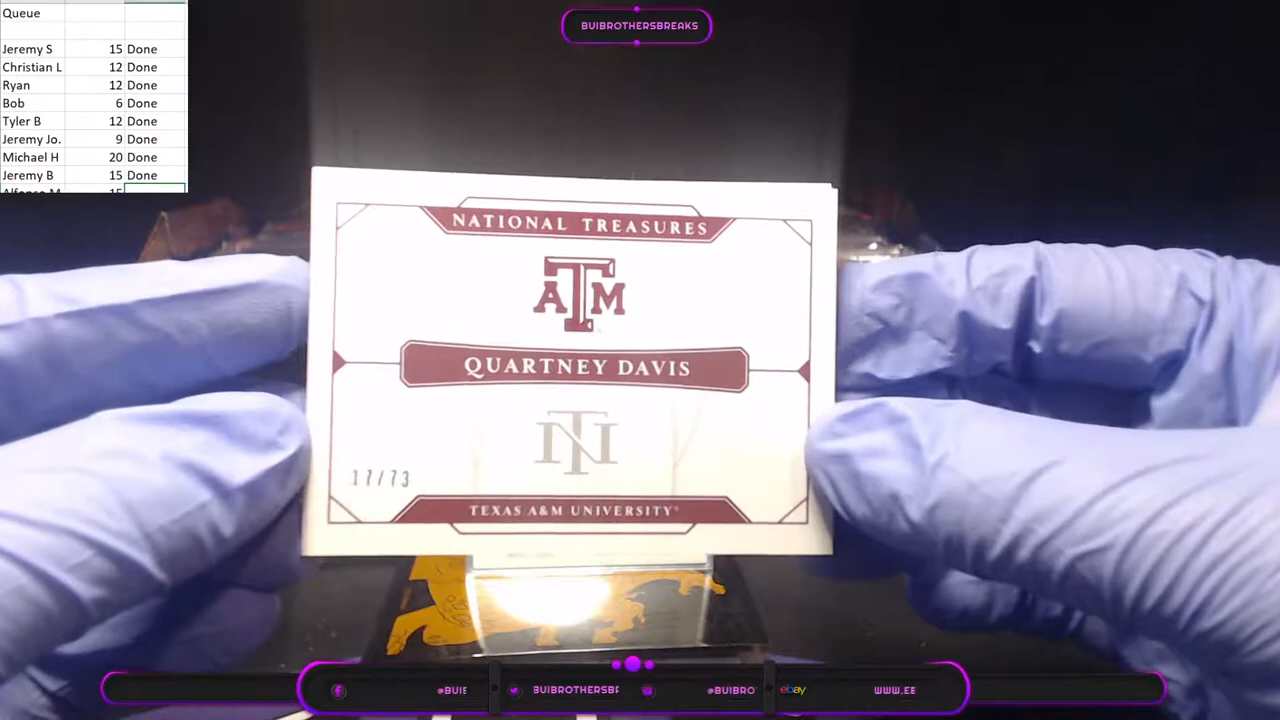 Queue
Jeremy S 15 Done
Christian L 12 Done
Ryan 12 Done
Bob 6 Done
Tyler B 12 Done
Jeremy Jo. 9 Done
Michael H 20 Done
Jeremy B 15 Done
Alfonso M 15
BUIBROTHERSBREAKS
NATIONAL TREASURES
ATM
QUARTNEY DAVIS
NT
17/73
TEXAS A&M UNIVERSITY
@BUIE
BUIBROTHERSBF
@BUIBRO
ebay
WWW.EE